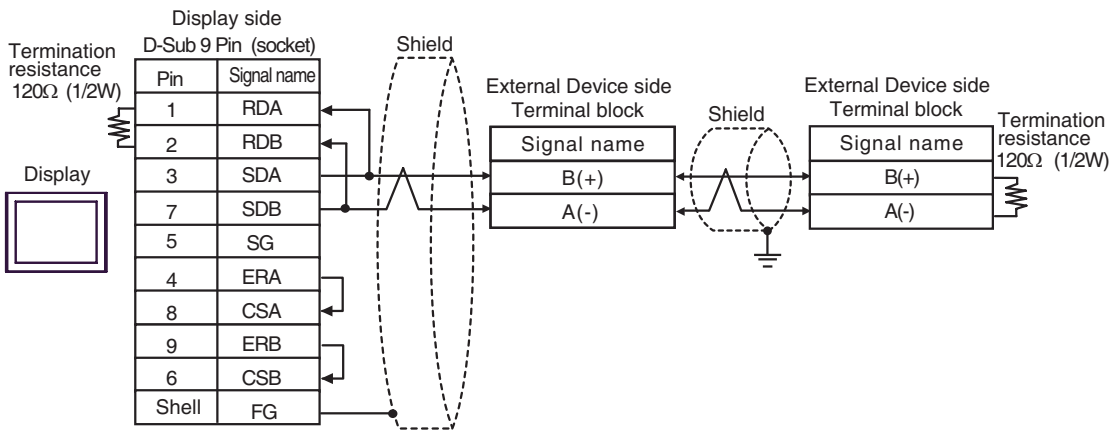 Display side
D-Sub 9 Pin (socket)
Termination
resistance
120Ω (1/2W)
Pin Signal name
1 RDA
2 RDB
3 SDA
7 SDB
5 SG
4 ERA
8 CSA
9 ERB
6 CSB
Shell FG
Display
Shield
External Device side
Terminal block
Signal name
B(+)
A(-)
Shield
External Device side
Terminal block
Signal name
B(+)
A(-)
Termination
resistance
120Ω (1/2W)